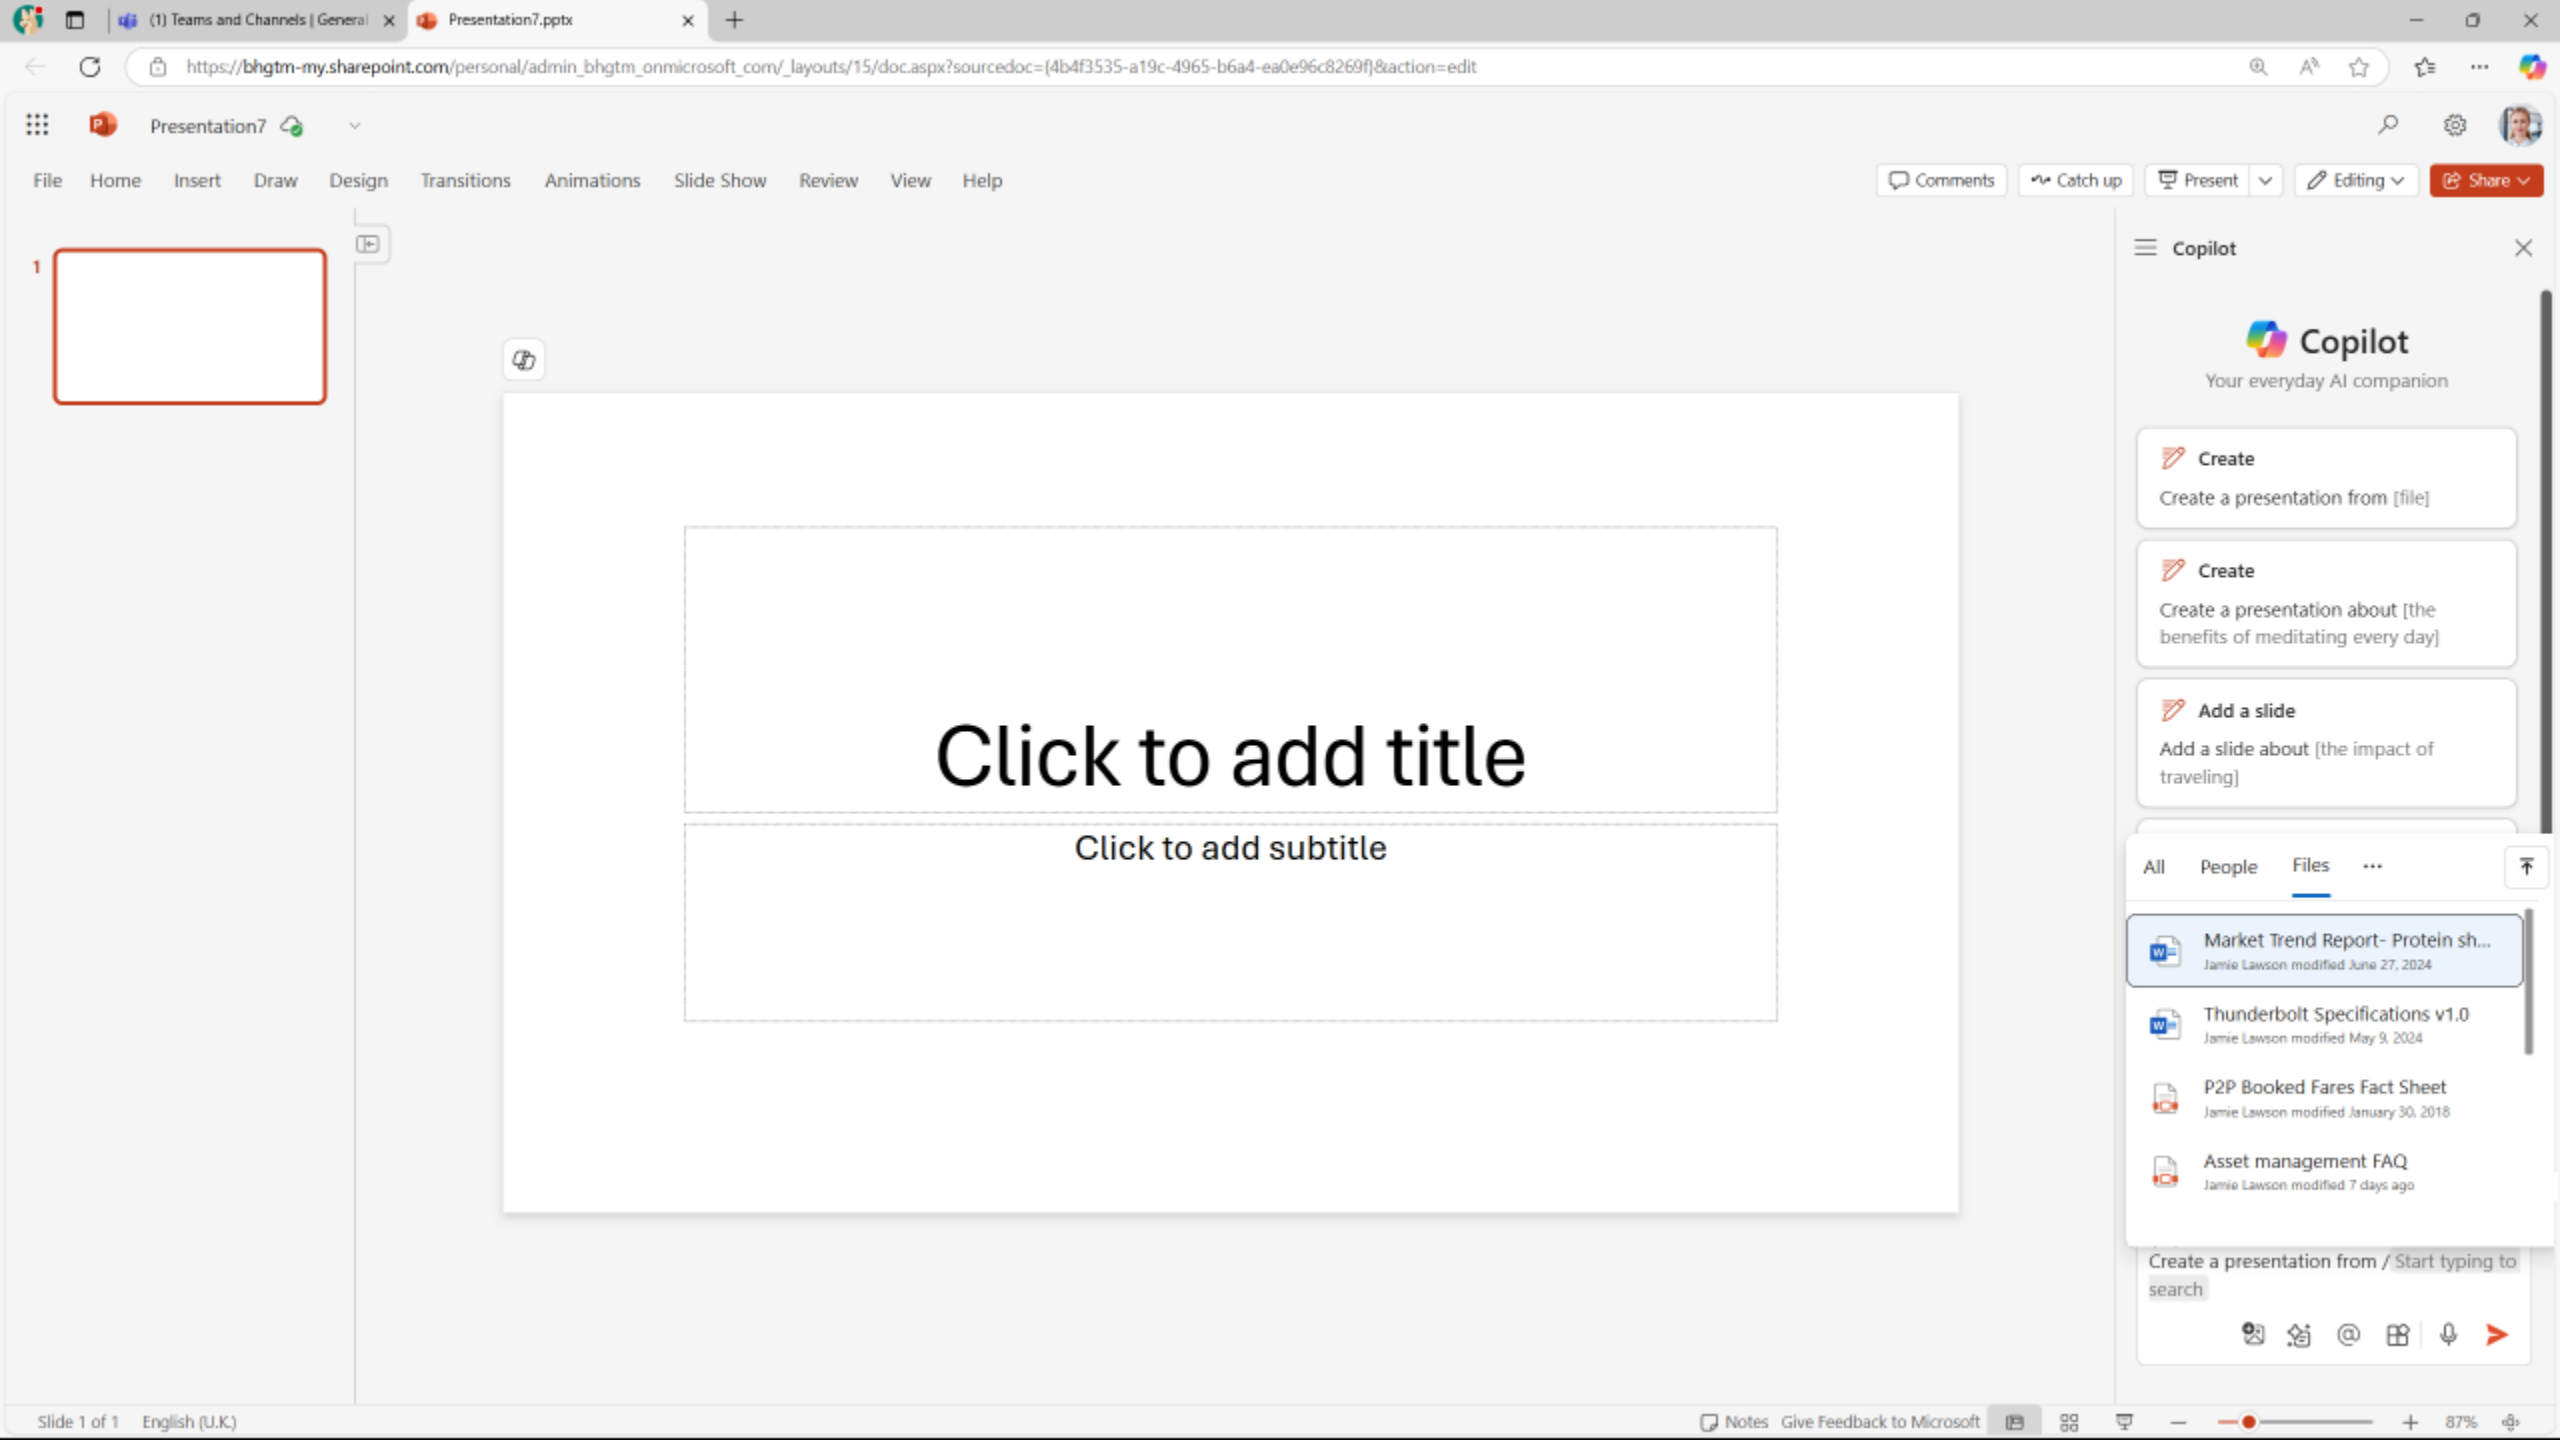 (1) Teams and Channels | General
Presentation7.pptx
https://bhgtm-my.sharepoint.com/personal/admin_bhgtm_onmicrosoft_com/_layouts/15/doc.aspx?sourcedoc={4b4f3535-a19c-4965-b6a4-ea0e96c8269f}&action=edit
Presentation7
File Home Insert Draw Design Transitions Animations Slide Show Review View Help
Comments Catch up Present Editing Share
1
Copilot
Copilot
Your everyday AI companion
Create
Create a presentation from [file]
Create
Create a presentation about [the
benefits of meditating every day]
Add a slide
Add a slide about [the impact of
traveling]
Click to add title
Click to add subtitle
All People Files ...
Market Trend Report- Protein sh...
Jamie Lawson modified June 27, 2024
Thunderbolt Specifications v1.0
Jamie Lawson modified May 9, 2024
P2P Booked Fares Fact Sheet
Jamie Lawson modified January 30, 2018
Asset management FAQ
Jamie Lawson modified 7 days ago
Create a presentation from / Start typing to
search
Slide 1 of 1 English (U.K.)
Notes Give Feedback to Microsoft 87%